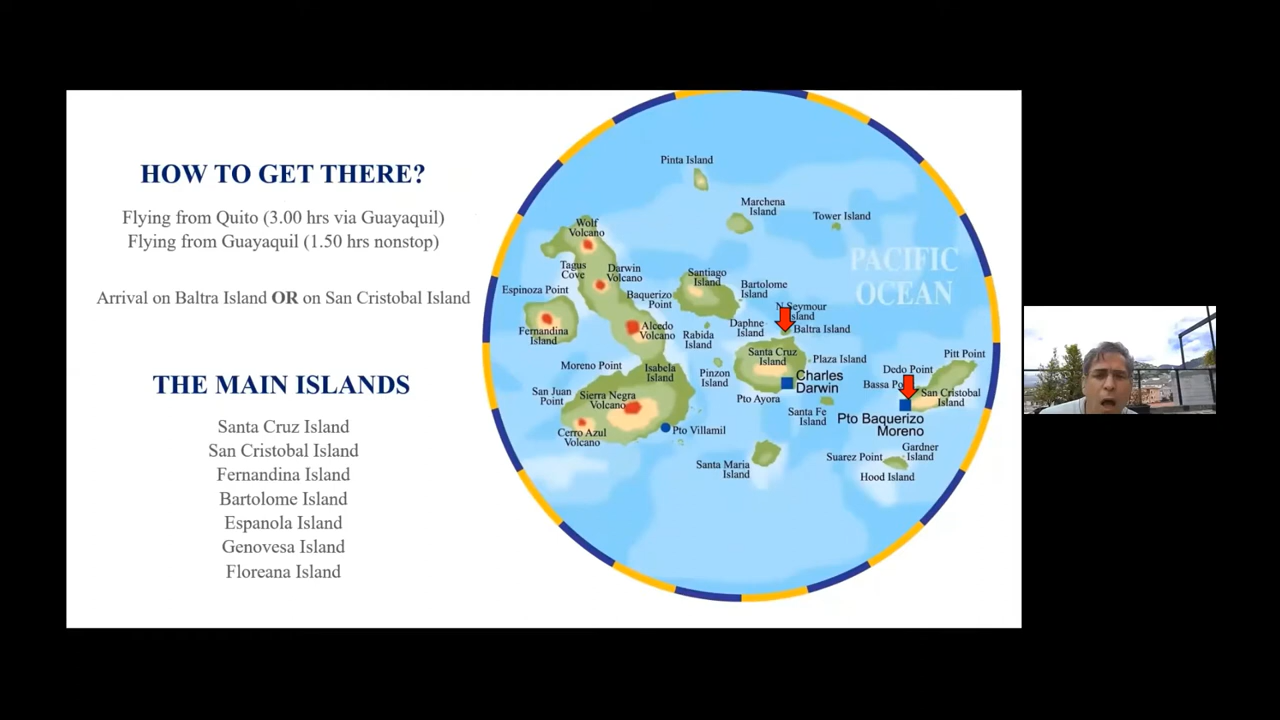 HOW TO GET THERE?
Flying from Quito (3.00 hrs via Guayaquil)
Flying from Guayaquil (1.50 hrs nonstop)
Arrival on Baltra Island OR on San Cristobal Island
THE MAIN ISLANDS
Santa Cruz Island
San Cristobal Island
Fernandina Island
Bartolome Island
Espanola Island
Genovesa Island
Floreana Island
Pinta Island
Marchena
Island
Tower Island
PACIFIC
OCEAN
Wolf
Volcano
Tagus
Cove
Darwin
Volcano
Espinoza Point
Fernandina
Island
Baquerizo
Point
Santiago
Island
Bartolome
Island
N Seymour
Island
Baltra Island
Daphne
Island
Alcedo
Volcano
Rabida
Island
Moreno Point
Isabela
Island
Pinzon
Island
Santa Cruz
Island
Plaza Island
Charles
Darwin
Pto Ayora
Santa Fe
Island
Pitt Point
Dedo Point
Bassa
San Cristobal
Island
Pto Baquerizo
Moreno
San Juan
Point
Sierra Negra
Volcano
Cerro Azul
Volcano
Pto Villamil
Santa Maria
Island
Suarez Point
Gardner
Island
Hood Island